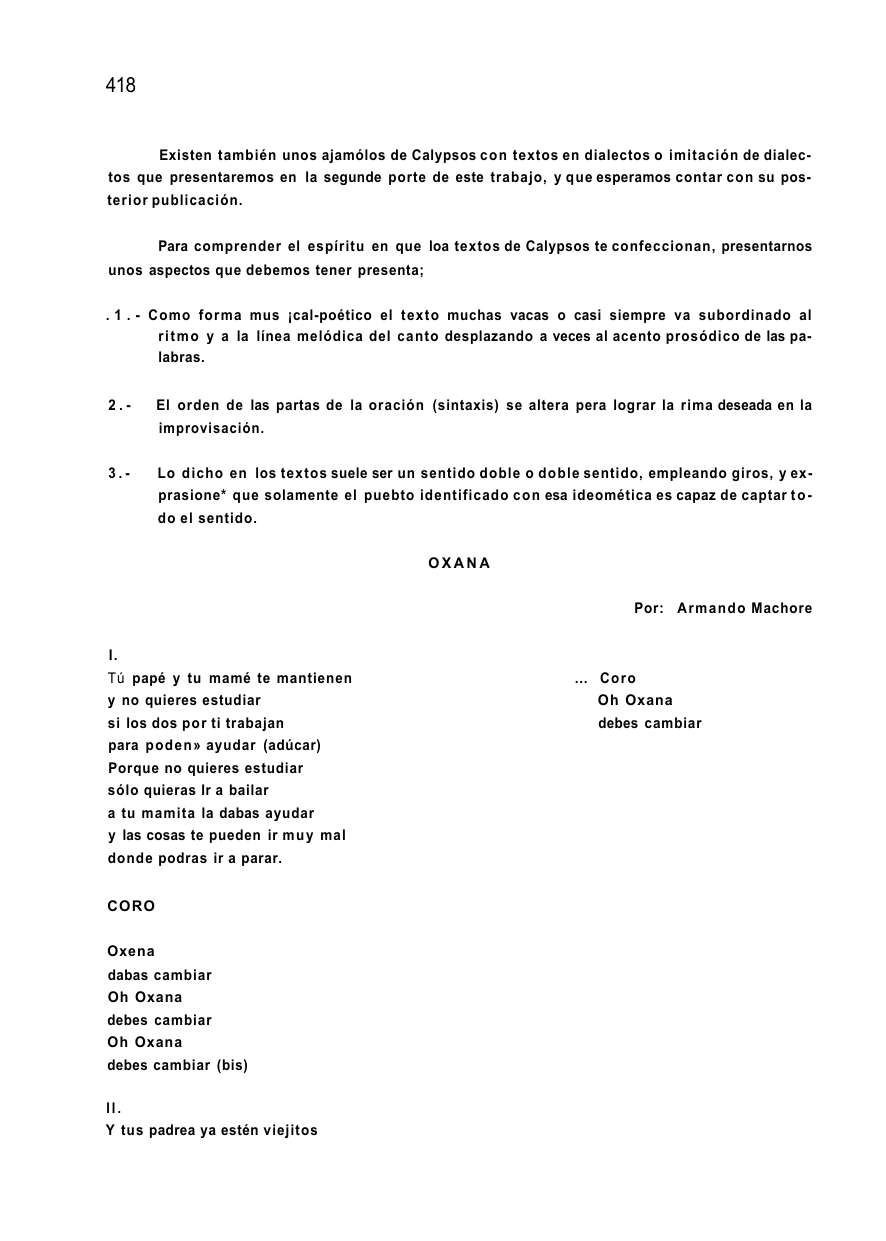 418
Existen también unos ajamólos de Calypsos con textos en dialectos o imitación de dialec-
tos que presentaremos en la segunde porte de este trabajo, y que esperamos contar con su pos-
terior publicación.
Para comprender el espíritu en que loa textos de Calypsos te confeccionan, presentarnos
unos aspectos que debemos tener presenta;
.1.- Como forma mus ¡cal-poético el texto muchas vacas o casi siempre va subordinado al
ritmo y a la línea melódica del canto desplazando a veces al acento prosódico de las pa-
labras.
2.- El orden de las partas de la oración (sintaxis) se altera pera lograr la rima deseada en la
improvisación.
3.- Lo dicho en los textos suele ser un sentido doble o doble sentido, empleando giros, y ex-
prasione* que solamente el puebto identificado con esa ideomética es capaz de captar to-
do el sentido.
OXANA
Por: Armando Machore
I.
Tú papé y tu mamé te mantienen
y no quieres estudiar
si los dos por ti trabajan
para poden» ayudar (adúcar)
Porque no quieres estudiar
sólo quieras Ir a bailar
a tu mamita la dabas ayudar
y las cosas te pueden ir muy mal
donde podras ir a parar.
... Coro
Oh Oxana
debes cambiar
CORO
Oxena
dabas cambiar
Oh Oxana
debes cambiar
Oh Oxana
debes cambiar (bis)
II.
Y tus padrea ya estén viejitos